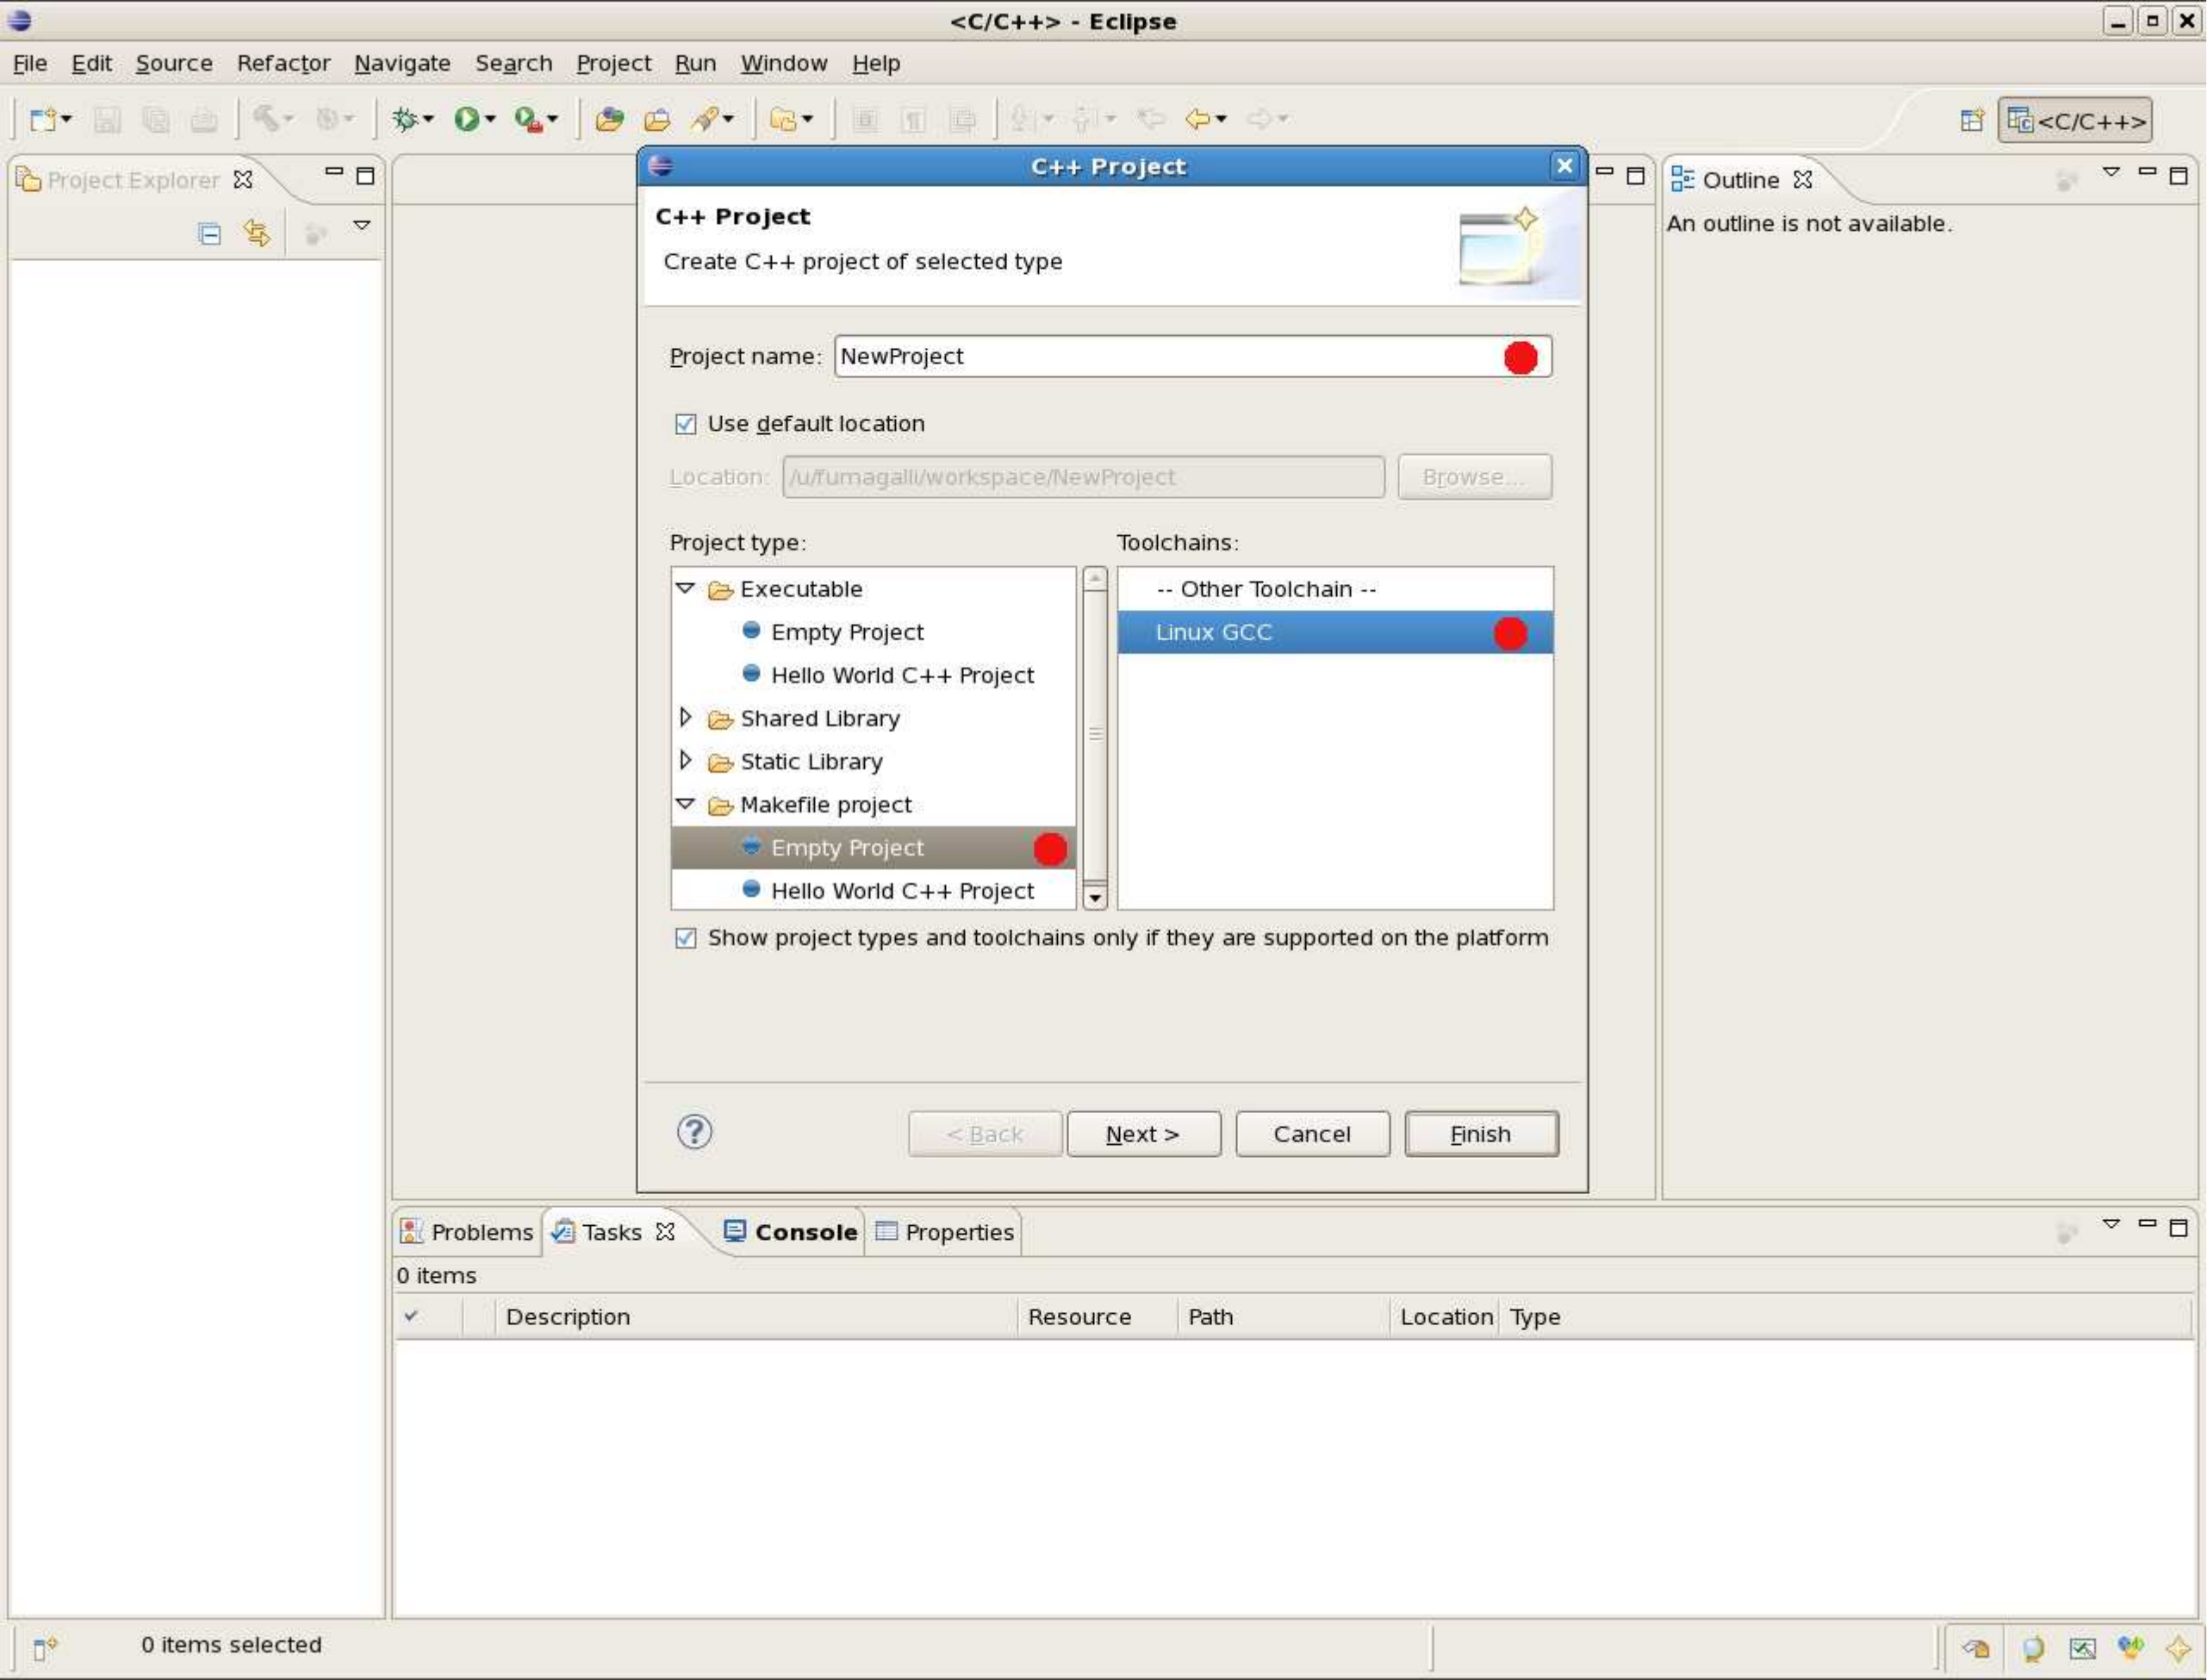 <C/C++> - Eclipse
File Edit Source Refactor Navigate Search Project Run Window Help
<C/C++>
Project Explorer
C++ Project
Outline
An outline is not available.
C++ Project
Create C++ project of selected type
Project name: NewProject
Use default location
Location: /u/fumagalli/workspace/NewProject Browse...
Project type: Toolchains:
Executable
Empty Project
Hello World C++ Project
Shared Library
Static Library
Makefile project
Empty Project
Hello World C++ Project
-- Other Toolchain --
Linux GCC
Show project types and toolchains only if they are supported on the platform
? < Back Next > Cancel Finish
Problems Tasks Console Properties
0 items
Description Resource Path Location Type
0 items selected